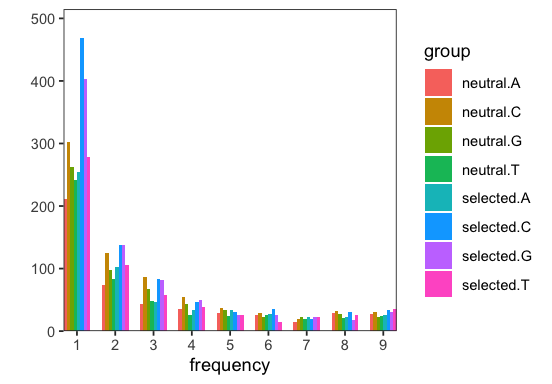 500
400
300
200
100
0
1 2 3 4 5 6 7 8 9
frequency
group
neutral.A
neutral.C
neutral.G
neutral.T
selected.A
selected.C
selected.G
selected.T